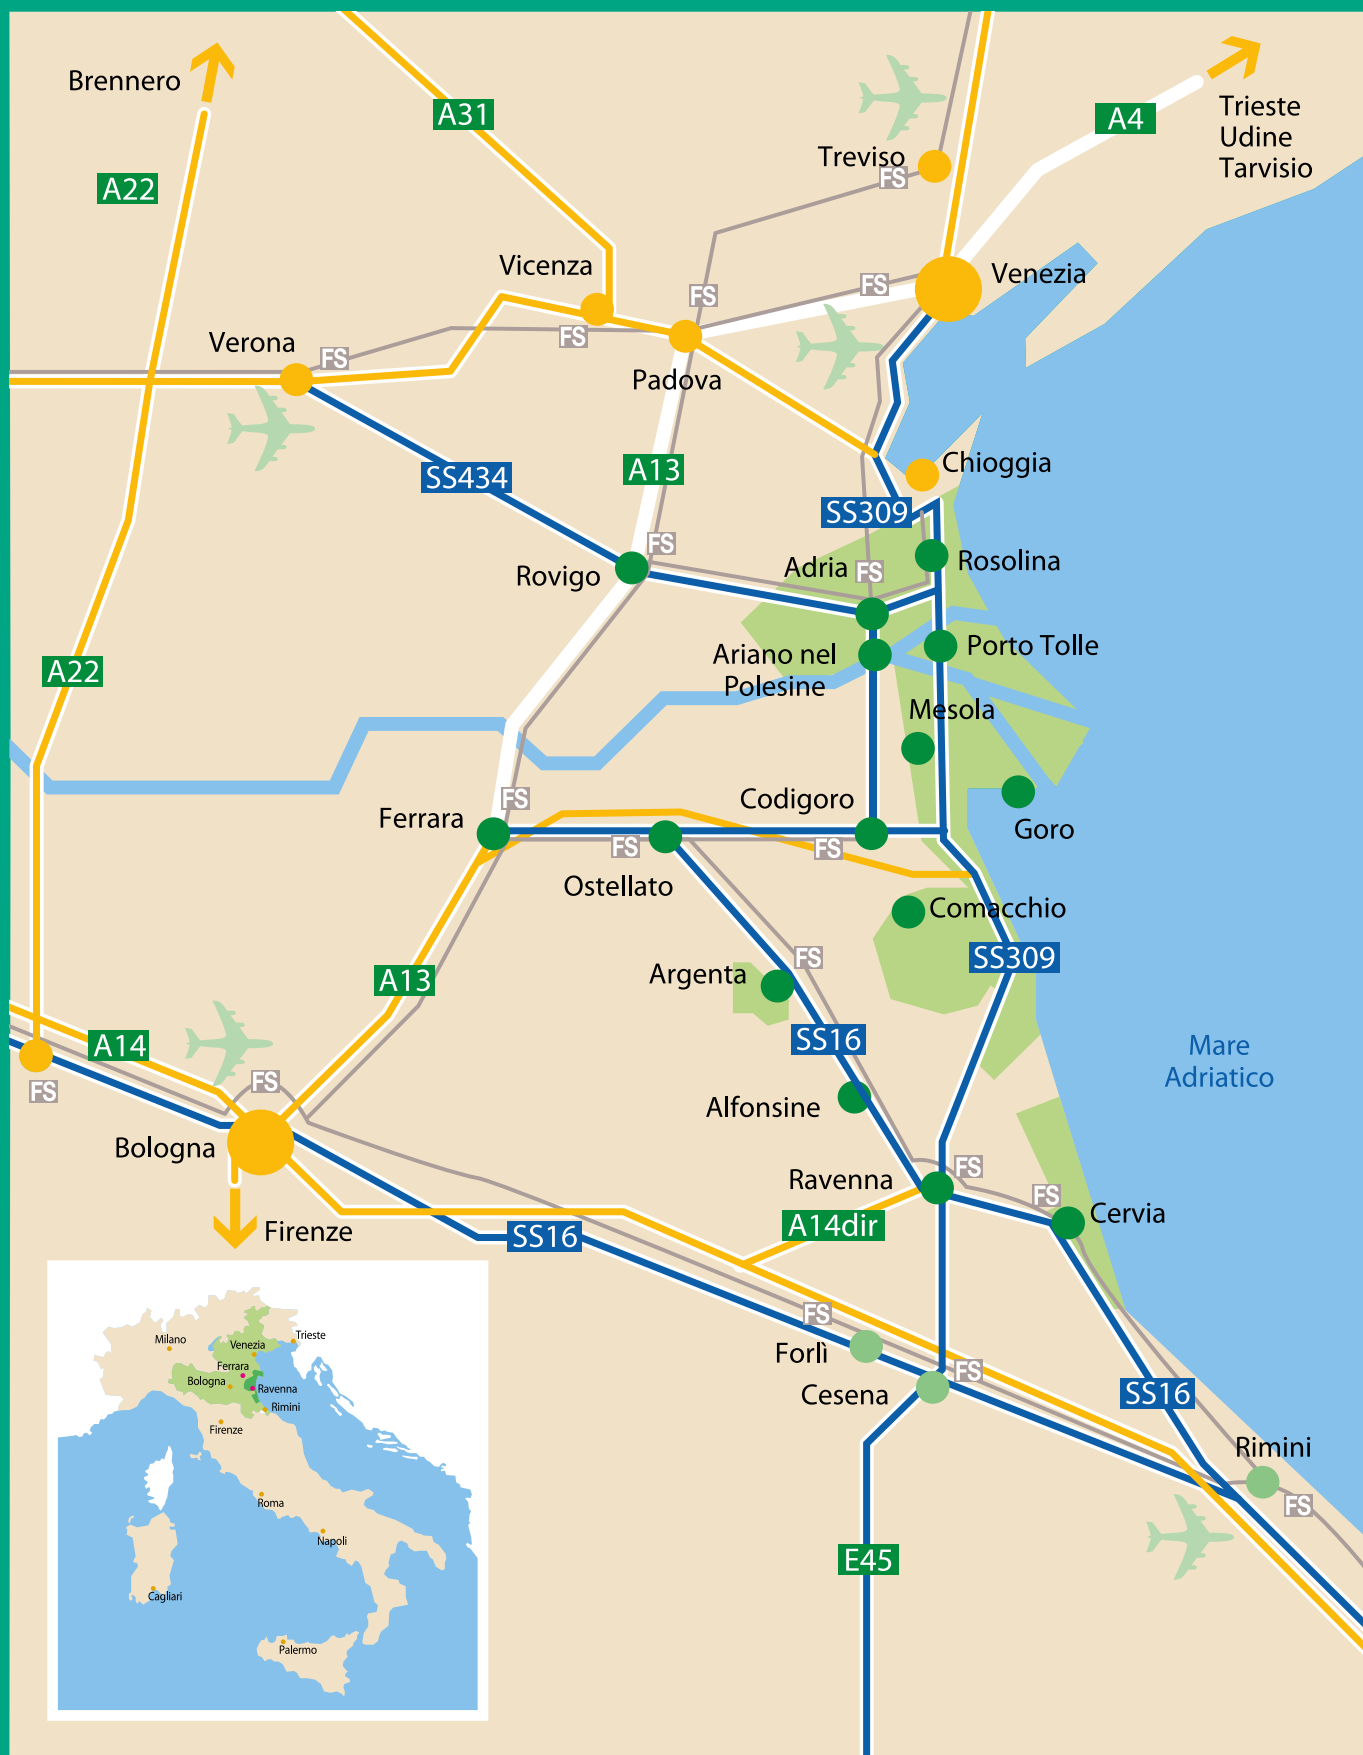 Brennero
A31
A4
Trieste
Udine
Tarvisio
Treviso
FS
A22
Vicenza
Venezia
FS
FS
FS
Verona
FS
Padova
Chioggia
A13
SS434
SS309
FS
Adria
FS
Rosolina
Rovigo
Ariano nel
Polesine
Porto Tolle
A22
Mesola
FS
Codigoro
Ferrara
Goro
FS
FS
Ostellato
Comacchio
FS
SS309
Argenta
A13
A14
SS16
Mare
Adriatico
FS
FS
Alfonsine
Bologna
FS
Ravenna
FS
Cervia
A14dir
Firenze
SS16
FS
Forlì
FS
Cesena
SS16
Rimini
FS
E45
Milano
Trieste
Venezia
Ferrara
Bologna
Ravenna
Rimini
Firenze
Roma
Napoli
Cagliari
Palermo